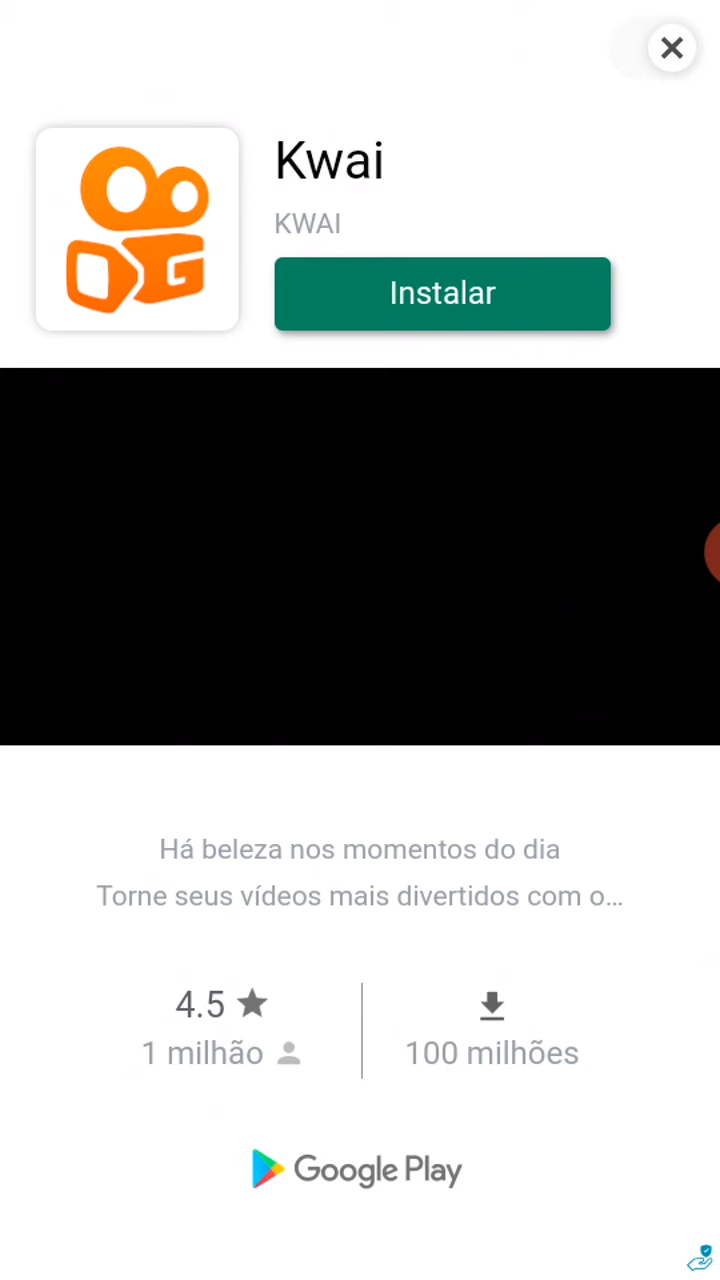 Kwai
KWAI
Instalar
Há beleza nos momentos do dia
Torne seus vídeos mais divertidos com o...
4.5
1 milhão
100 milhões
Google Play